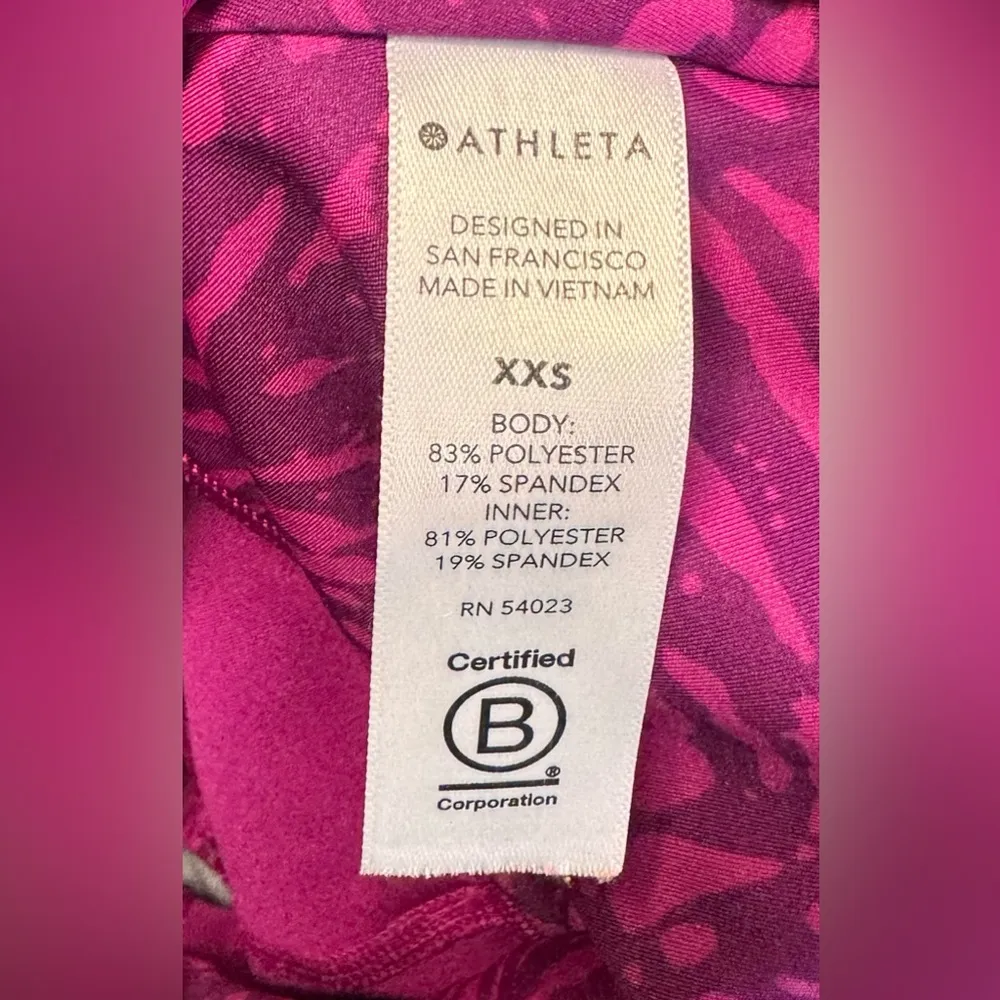 ATHLETA
DESIGNED IN
SAN FRANCISCO
MADE IN VIETNAM
XXS
BODY:
83% POLYESTER
17% SPANDEX
INNER:
81% POLYESTER
19% SPANDEX
RN 54023
Certified
B
®
Corporation